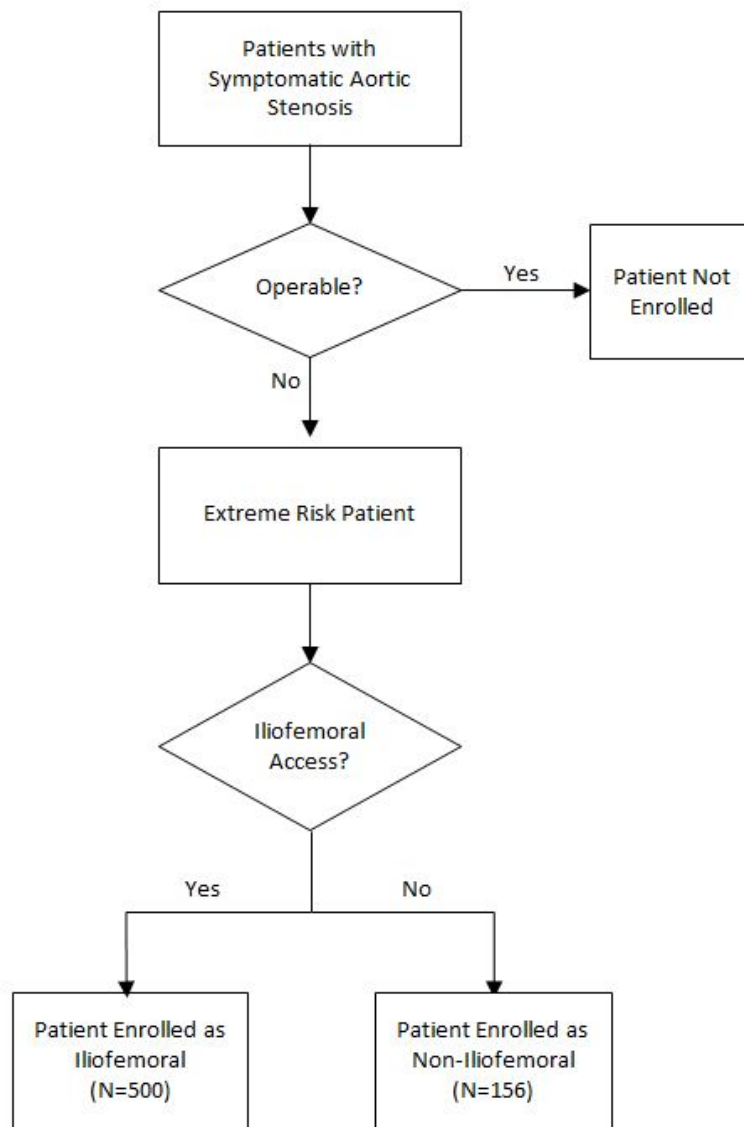 Patients with
Symptomatic Aortic
Stenosis
Operable?
Yes
Patient Not
Enrolled
No
Extreme Risk Patient
Iliofemoral
Access?
Yes
No
Patient Enrolled as
Iliofemoral
(N=500)
Patient Enrolled as
Non-Iliofemoral
(N=156)